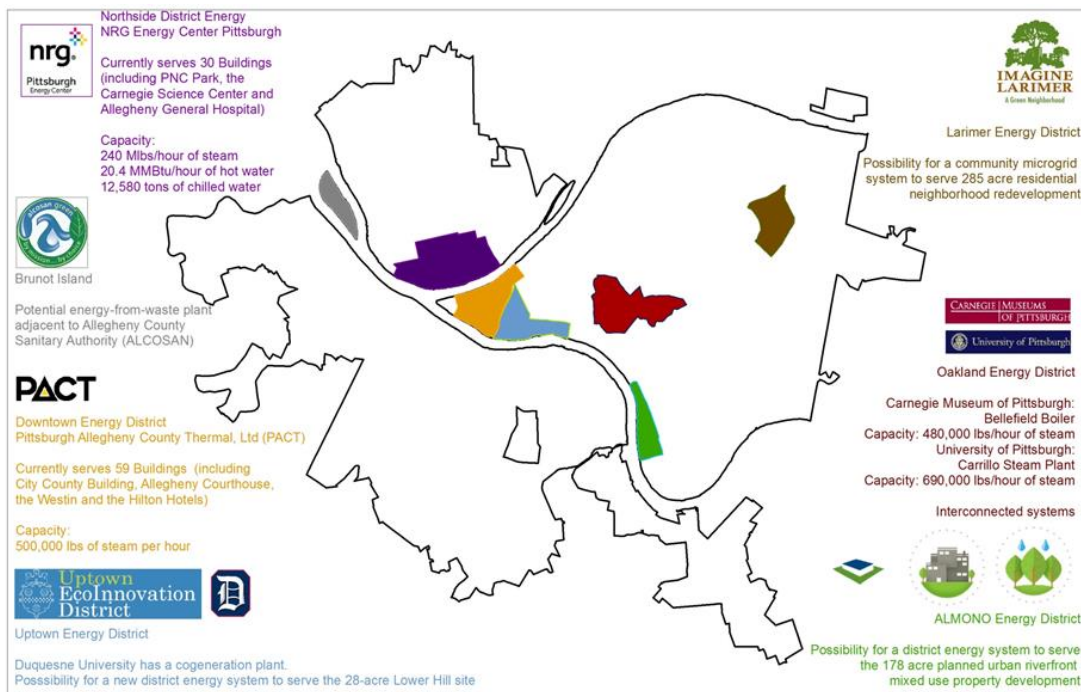 Northside District Energy
NRG Energy Center Pittsburgh
nrg
Pittsburgh
Energy Center
Currently serves 30 Buildings
(including PNC Park, the
Carnegie Science Center and
Allegheny General Hospital)
Capacity:
240 Mlbs/hour of steam
20.4 MMBtu/hour of hot water
12,580 tons of chilled water
alcosan green
by mission... by choice
Brunot Island
Potential energy-from-waste plant
adjacent to Allegheny County
Sanitary Authority (ALCOSAN)
PACT
Downtown Energy District
Pittsburgh Allegheny County Thermal, Ltd (PACT)
Currently serves 59 Buildings (including
City County Building, Allegheny Courthouse,
the Westin and the Hilton Hotels)
Capacity:
500,000 lbs of steam per hour
Uptown
EcoInnovation
District
D
Uptown Energy District
Duquesne University has a cogeneration plant.
Posssibility for a new district energy system to serve the 28-acre Lower Hill site
IMAGINE
LARIMER
A Green Neighborhood
Larimer Energy District
Possibility for a community microgrid
system to serve 285 acre residential
neighborhood redevelopment
CARNEGIE MUSEUMS
OF PITTSBURGH
University of Pittsburgh
Oakland Energy District
Carnegie Museum of Pittsburgh:
Bellefield Boiler
Capacity: 480,000 lbs/hour of steam
University of Pittsburgh:
Carrillo Steam Plant
Capacity: 690,000 lbs/hour of steam
Interconnected systems
ALMONO Energy District
Possibility for a district energy system to serve
the 178 acre planned urban riverfront
mixed use property development